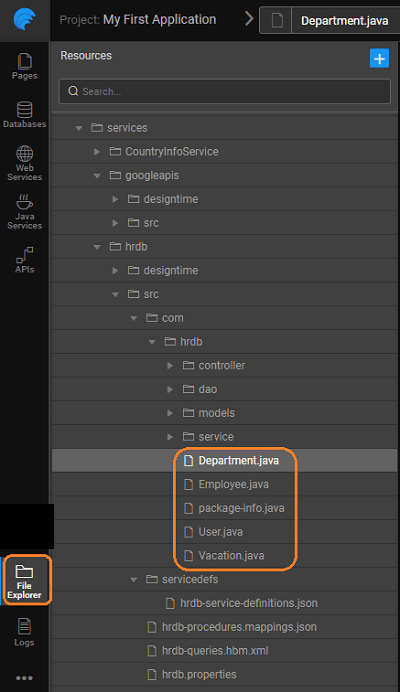 Project: My First Application
Department.java
Pages
Databases
Web
Services
Java
Services
APIs
File
Explorer
Logs
Resources
Search...
services
CountryInfoService
googleapis
designtime
src
hrdb
designtime
src
com
hrdb
controller
dao
models
service
Department.java
Employee.java
package-info.java
User.java
Vacation.java
servicedefs
hrdb-service-definitions.json
hrdb-procedures.mappings.json
hrdb-queries.hbm.xml
hrdb.properties